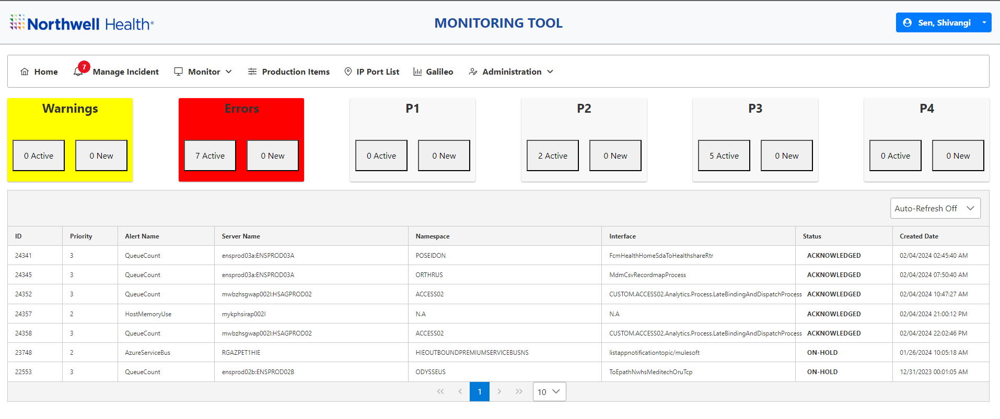 Northwell Health®
MONITORING TOOL
Sen, Shivangi
Home
7
Manage Incident
Monitor
Production Items
IP Port List
Galileo
Administration
Warnings
0 Active
0 New
Errors
7 Active
0 New
P1
0 Active
0 New
P2
2 Active
0 New
P3
5 Active
0 New
P4
0 Active
0 New
Auto-Refresh Off
ID Priority Alert Name Server Name Namespace Interface Status Created Date
24341 3 QueueCount ensprod03a:ENSPROD03A POSEIDON FcmHealthHomeSdaToHealthshareRtr ACKNOWLEDGED 02/04/2024 02:45:40 AM
24345 3 QueueCount ensprod03a:ENSPROD03A ORTHRUS MdmCsvRecordmapProcess ACKNOWLEDGED 02/04/2024 07:50:40 AM
24352 3 QueueCount mwbzhsgwap002l:HSAGPROD02 ACCESS02 CUSTOM.ACCESS02.Analytics.Process.LateBindingAndDispatchProcess ACKNOWLEDGED 02/04/2024 10:47:27 AM
24357 2 HostMemoryUse mykphsirap002l N.A N.A ACKNOWLEDGED 02/04/2024 21:00:12 PM
24358 3 QueueCount mwbzhsgwap002l:HSAGPROD02 ACCESS02 CUSTOM.ACCESS02.Analytics.Process.LateBindingAndDispatchProcess ACKNOWLEDGED 02/04/2024 22:02:46 PM
23748 2 AzureServiceBus RGAZPET1HIE HIEOUTBOUNDPREMIUMSERVICEBUSNS listappnotificationtopic/mulesoft ON-HOLD 01/26/2024 10:05:18 AM
22553 3 QueueCount ensprod02b:ENSPROD02B ODYSSEUS ToEpathNwhsMeditechOruTcp ON-HOLD 12/31/2023 00:01:05 AM
1
10